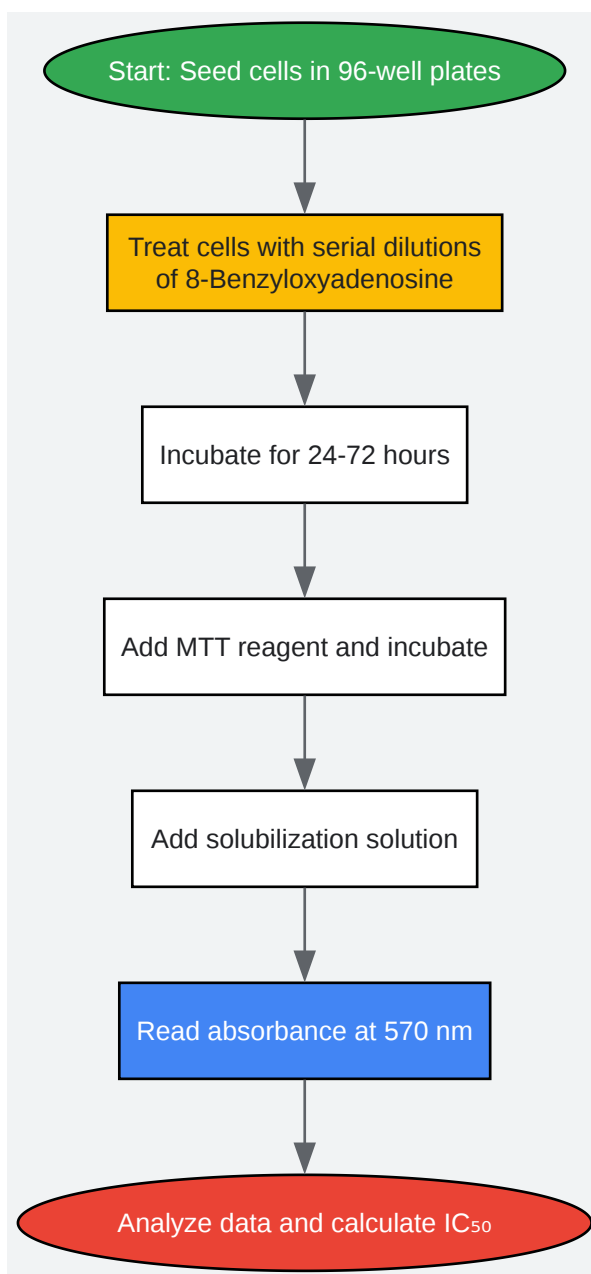 Start: Seed cells in 96-well plates
Treat cells with serial dilutions
of 8-Benzyloxyadenosine
Incubate for 24-72 hours
Add MTT reagent and incubate
Add solubilization solution
Read absorbance at 570 nm
Analyze data and calculate IC₅₀